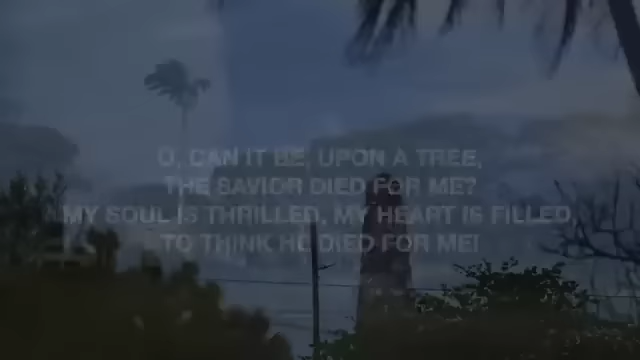 O, CAN IT BE, UPON A TREE,
THE SAVIOR DIED FOR ME?
MY SOUL IS THRILLED, MY HEART IS FILLED,
TO THINK HE DIED FOR ME!